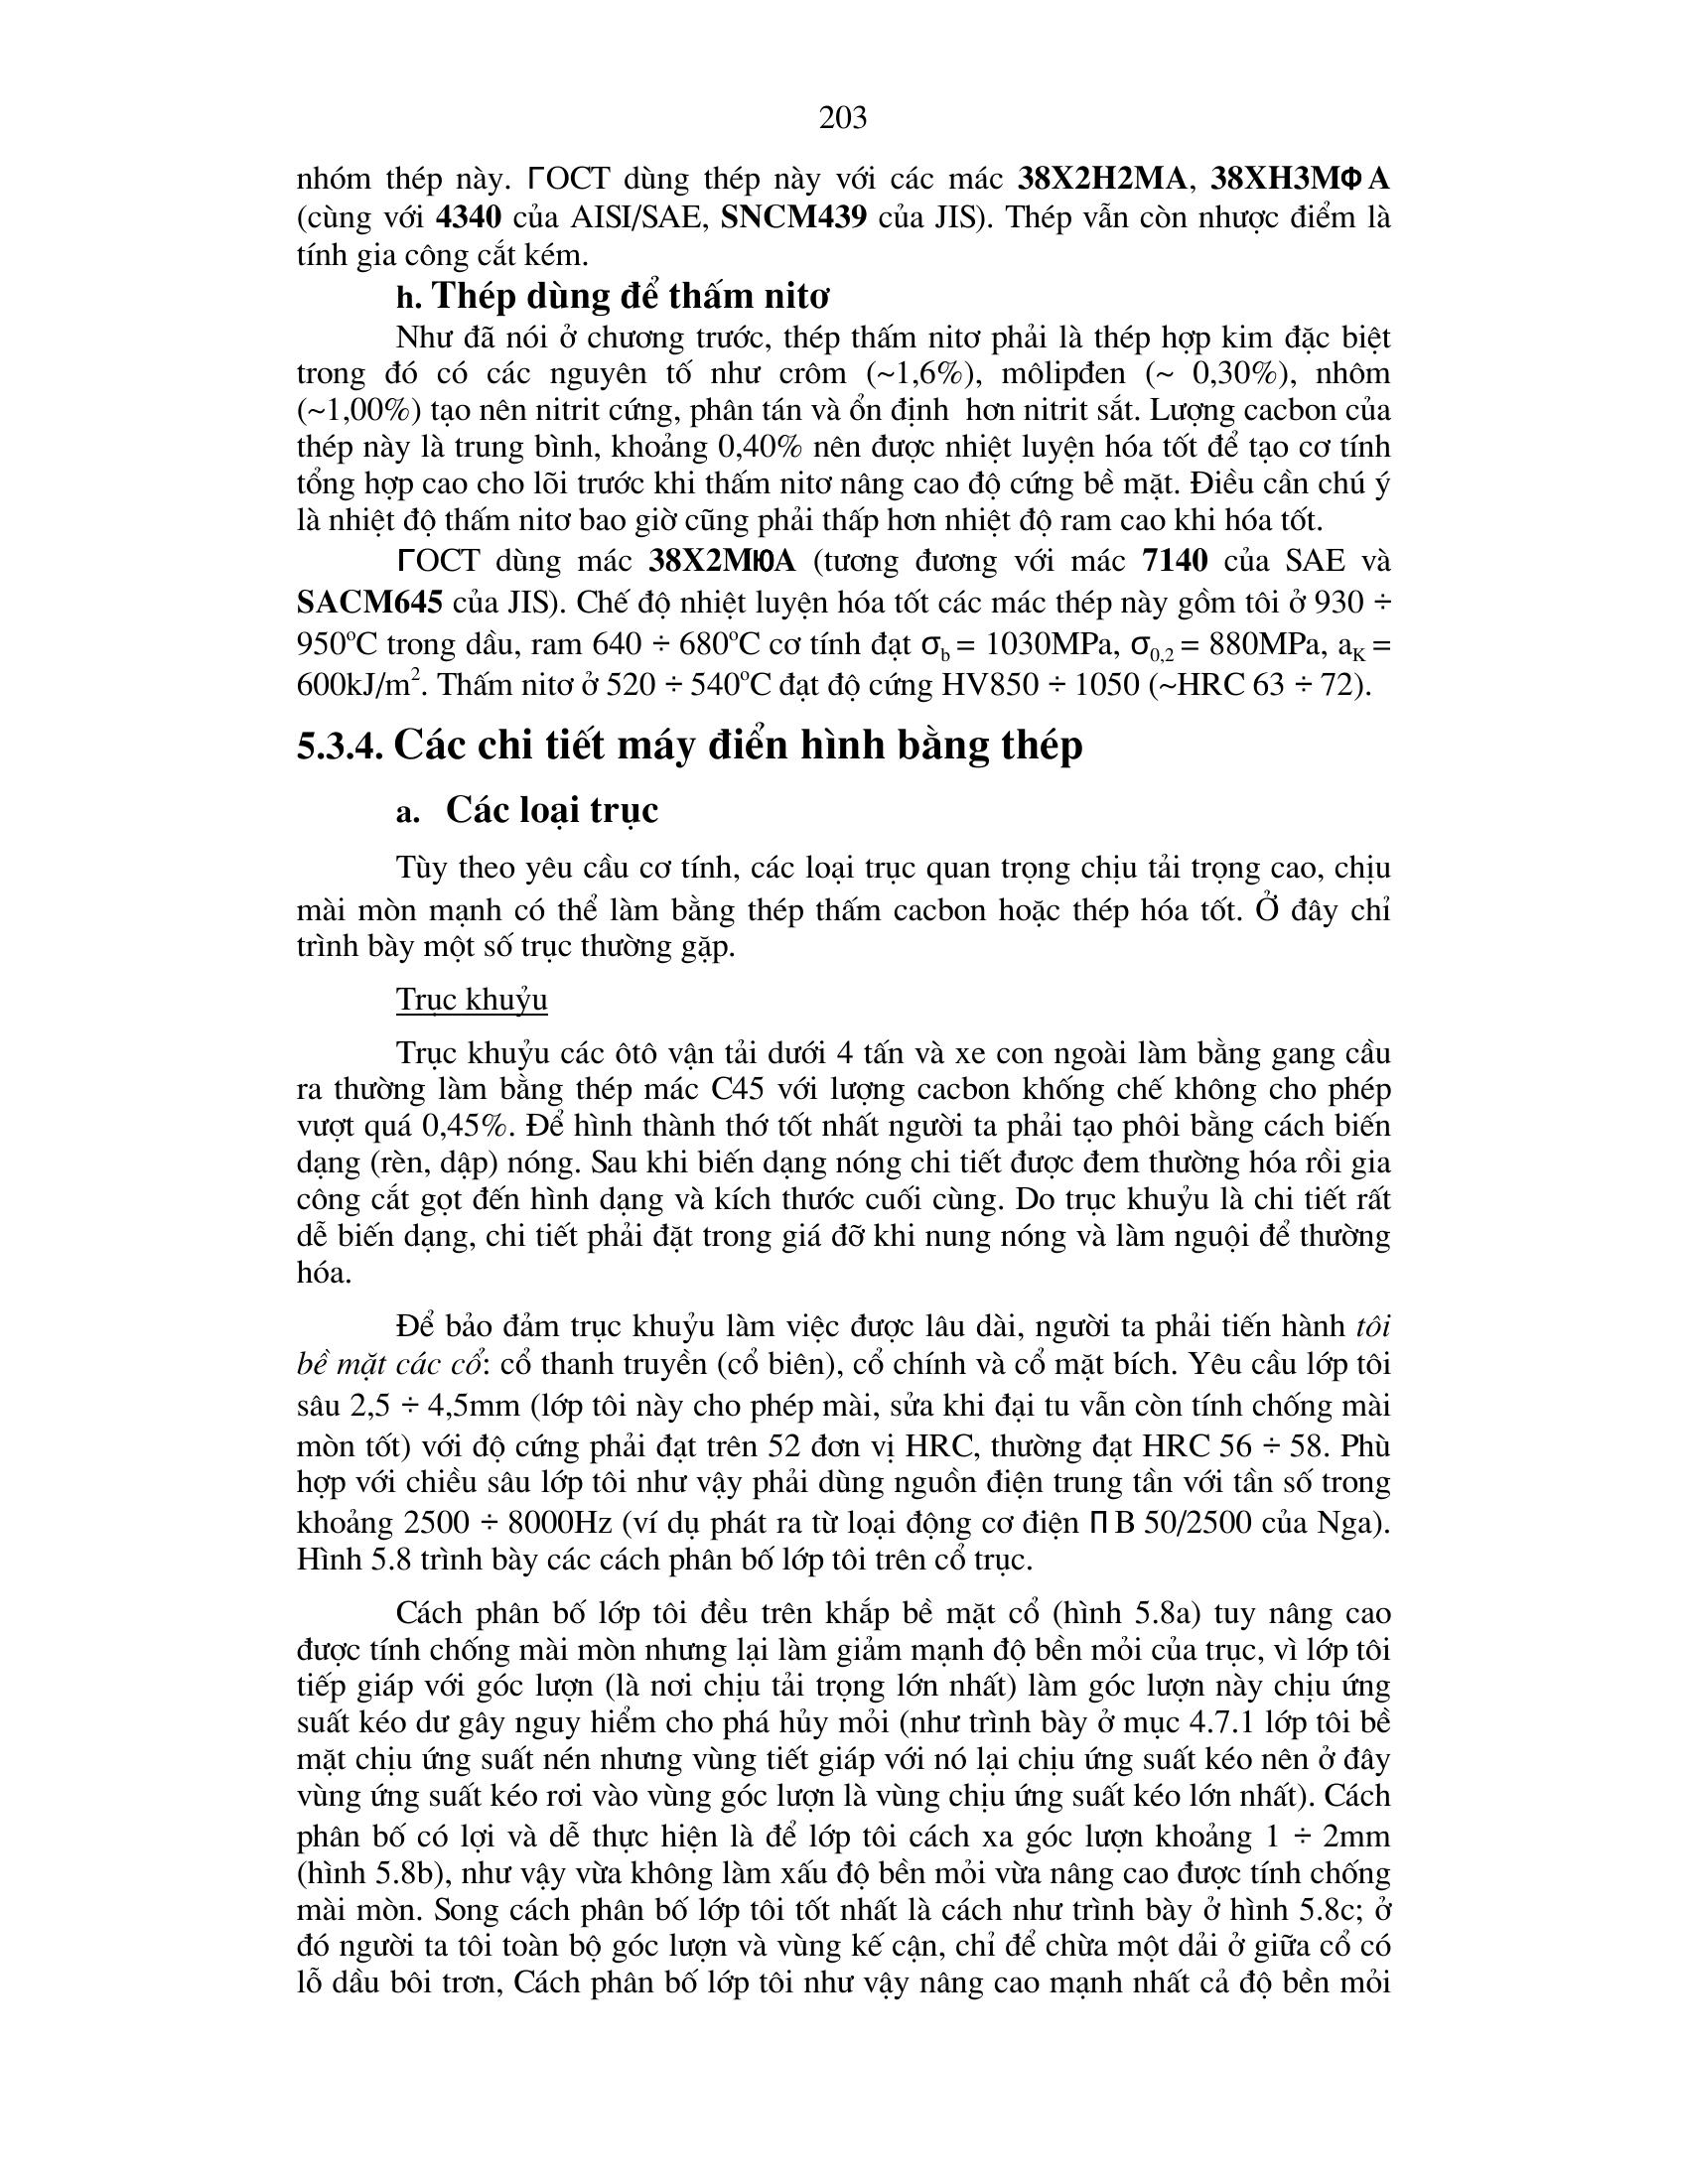 203
nhóm thép này. ГOCT dùng thép này với các mác 38X2H2MA, 38XH3MФA
(cùng với 4340 của AISI/SAE, SNCM439 của JIS). Thép vẫn còn nhược điểm là
tính gia công cắt kém.
h. Thép dùng để thấm nitơ
Như đã nói ở chương trước, thép thấm nitơ phải là thép hợp kim đặc biệt
trong đó có các nguyên tố như crôm (~1,6%), môlipđen (~ 0,30%), nhôm
(~1,00%) tạo nên nitrit cứng, phân tán và ổn định hơn nitrit sắt. Lượng cacbon của
thép này là trung bình, khoảng 0,40% nên được nhiệt luyện hóa tốt để tạo cơ tính
tổng hợp cao cho lõi trước khi thấm nitơ nâng cao độ cứng bề mặt. Điều cần chú ý
là nhiệt độ thấm nitơ bao giờ cũng phải thấp hơn nhiệt độ ram cao khi hóa tốt.
ГOCT dùng mác 38X2MЮA (tương đương với mác 7140 của SAE và
SACM645 của JIS). Chế độ nhiệt luyện hóa tốt các mác thép này gồm tôi ở 930 ÷
950ºC trong dầu, ram 640 ÷ 680ºC cơ tính đạt σb = 1030MPa, σ0,2 = 880MPa, aK =
600kJ/m². Thấm nitơ ở 520 ÷ 540ºC đạt độ cứng HV850 ÷ 1050 (~HRC 63 ÷ 72).
5.3.4. Các chi tiết máy điển hình bằng thép
a. Các loại trục
Tùy theo yêu cầu cơ tính, các loại trục quan trọng chịu tải trọng cao, chịu
mài mòn mạnh có thể làm bằng thép thấm cacbon hoặc thép hóa tốt. Ở đây chỉ
trình bày một số trục thường gặp.
Trục khuỷu
Trục khuỷu các ôtô vận tải dưới 4 tấn và xe con ngoài làm bằng gang cầu
ra thường làm bằng thép mác C45 với lượng cacbon khống chế không cho phép
vượt quá 0,45%. Để hình thành thớ tốt nhất người ta phải tạo phôi bằng cách biến
dạng (rèn, dập) nóng. Sau khi biến dạng nóng chi tiết được đem thường hóa rồi gia
công cắt gọt đến hình dạng và kích thước cuối cùng. Do trục khuỷu là chi tiết rất
dễ biến dạng, chi tiết phải đặt trong giá đỡ khi nung nóng và làm nguội để thường
hóa.
Để bảo đảm trục khuỷu làm việc được lâu dài, người ta phải tiến hành tôi
bề mặt các cổ: cổ thanh truyền (cổ biên), cổ chính và cổ mặt bích. Yêu cầu lớp tôi
sâu 2,5 ÷ 4,5mm (lớp tôi này cho phép mài, sửa khi đại tu vẫn còn tính chống mài
mòn tốt) với độ cứng phải đạt trên 52 đơn vị HRC, thường đạt HRC 56 ÷ 58. Phù
hợp với chiều sâu lớp tôi như vậy phải dùng nguồn điện trung tần với tần số trong
khoảng 2500 ÷ 8000Hz (ví dụ phát ra từ loại động cơ điện ПB 50/2500 của Nga).
Hình 5.8 trình bày các cách phân bố lớp tôi trên cổ trục.
Cách phân bố lớp tôi đều trên khắp bề mặt cổ (hình 5.8a) tuy nâng cao
được tính chống mài mòn nhưng lại làm giảm mạnh độ bền mỏi của trục, vì lớp tôi
tiếp giáp với góc lượn (là nơi chịu tải trọng lớn nhất) làm góc lượn này chịu ứng
suất kéo dư gây nguy hiểm cho phá hủy mỏi (như trình bày ở mục 4.7.1 lớp tôi bề
mặt chịu ứng suất nén nhưng vùng tiết giáp với nó lại chịu ứng suất kéo nên ở đây
vùng ứng suất kéo rơi vào vùng góc lượn là vùng chịu ứng suất kéo lớn nhất). Cách
phân bố có lợi và dễ thực hiện là để lớp tôi cách xa góc lượn khoảng 1 ÷ 2mm
(hình 5.8b), như vậy vừa không làm xấu độ bền mỏi vừa nâng cao được tính chống
mài mòn. Song cách phân bố lớp tôi tốt nhất là cách như trình bày ở hình 5.8c; ở
đó người ta tôi toàn bộ góc lượn và vùng kế cận, chỉ để chừa một dải ở giữa cổ có
lỗ dầu bôi trơn, Cách phân bố lớp tôi như vậy nâng cao mạnh nhất cả độ bền mỏi